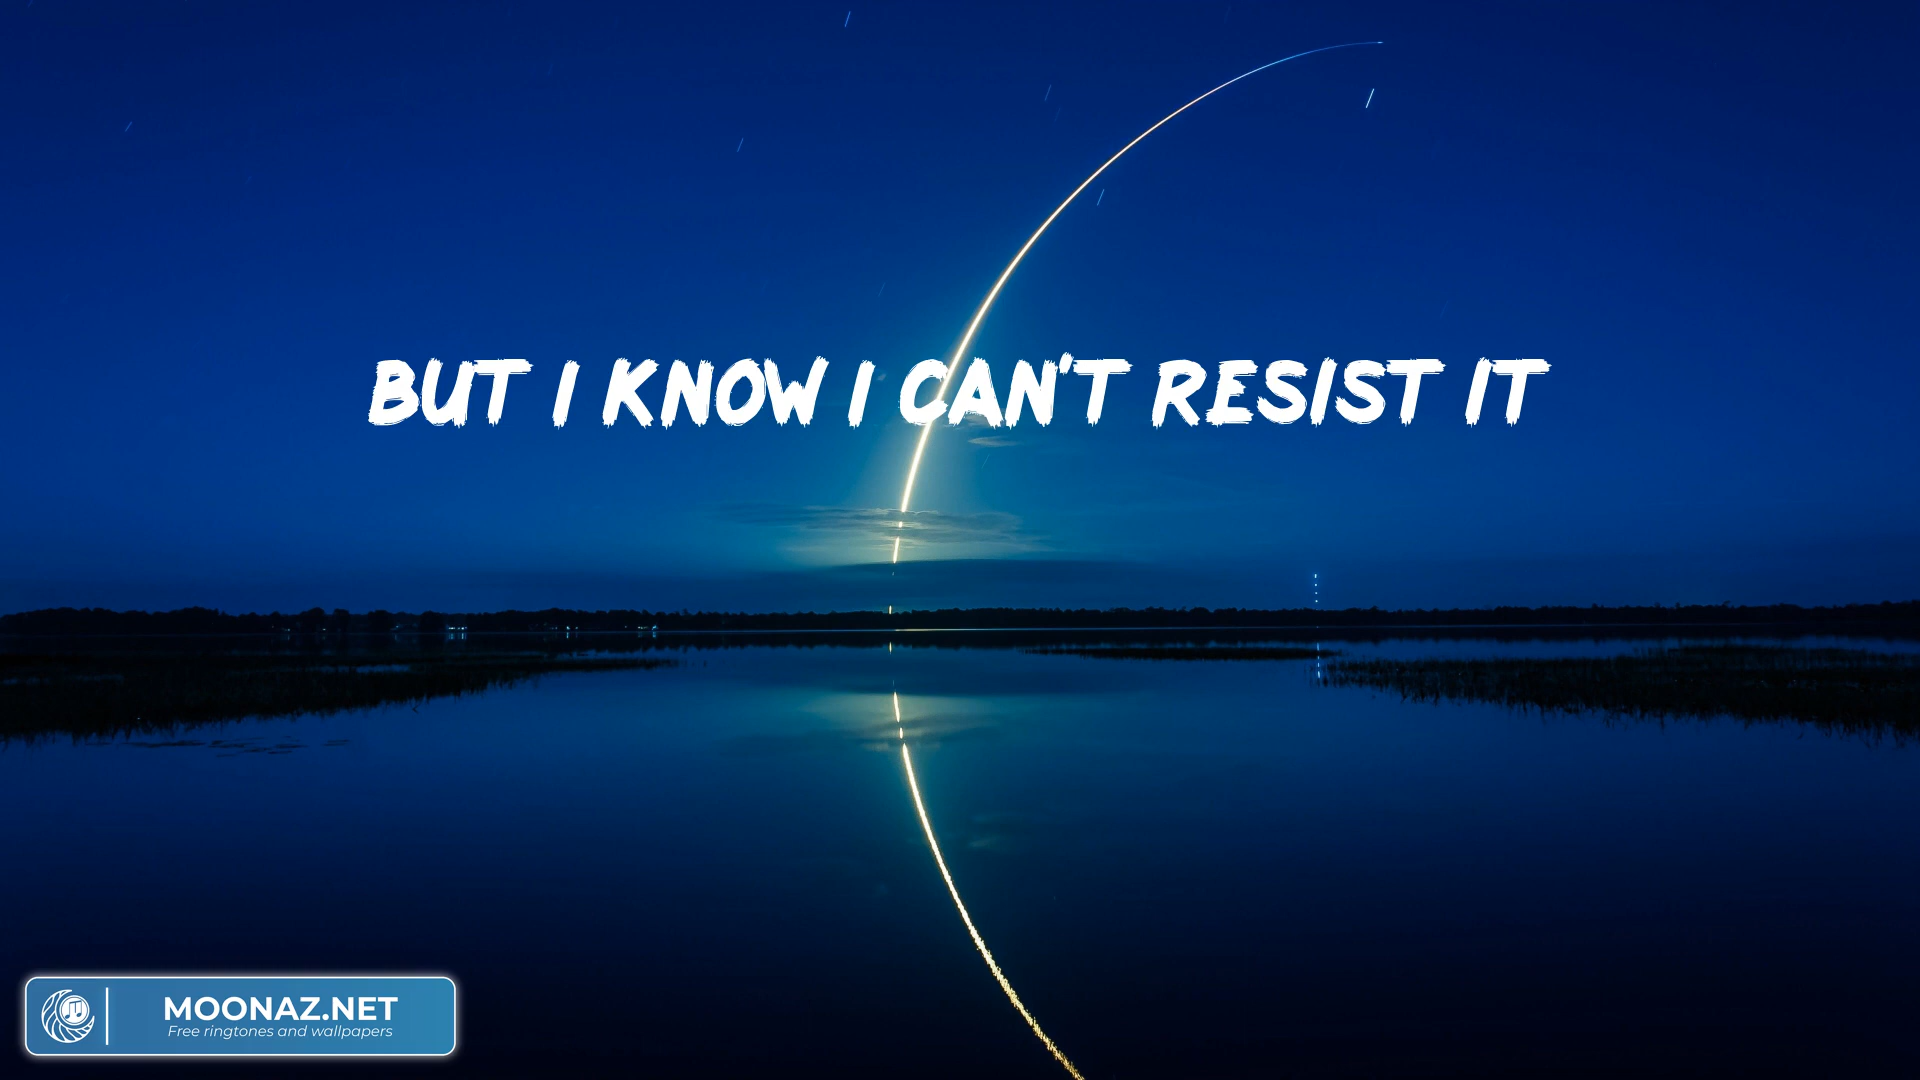 BUT I KNOW I CAN'T RESIST IT
MOONAZ.NET
Free ringtones and wallpapers